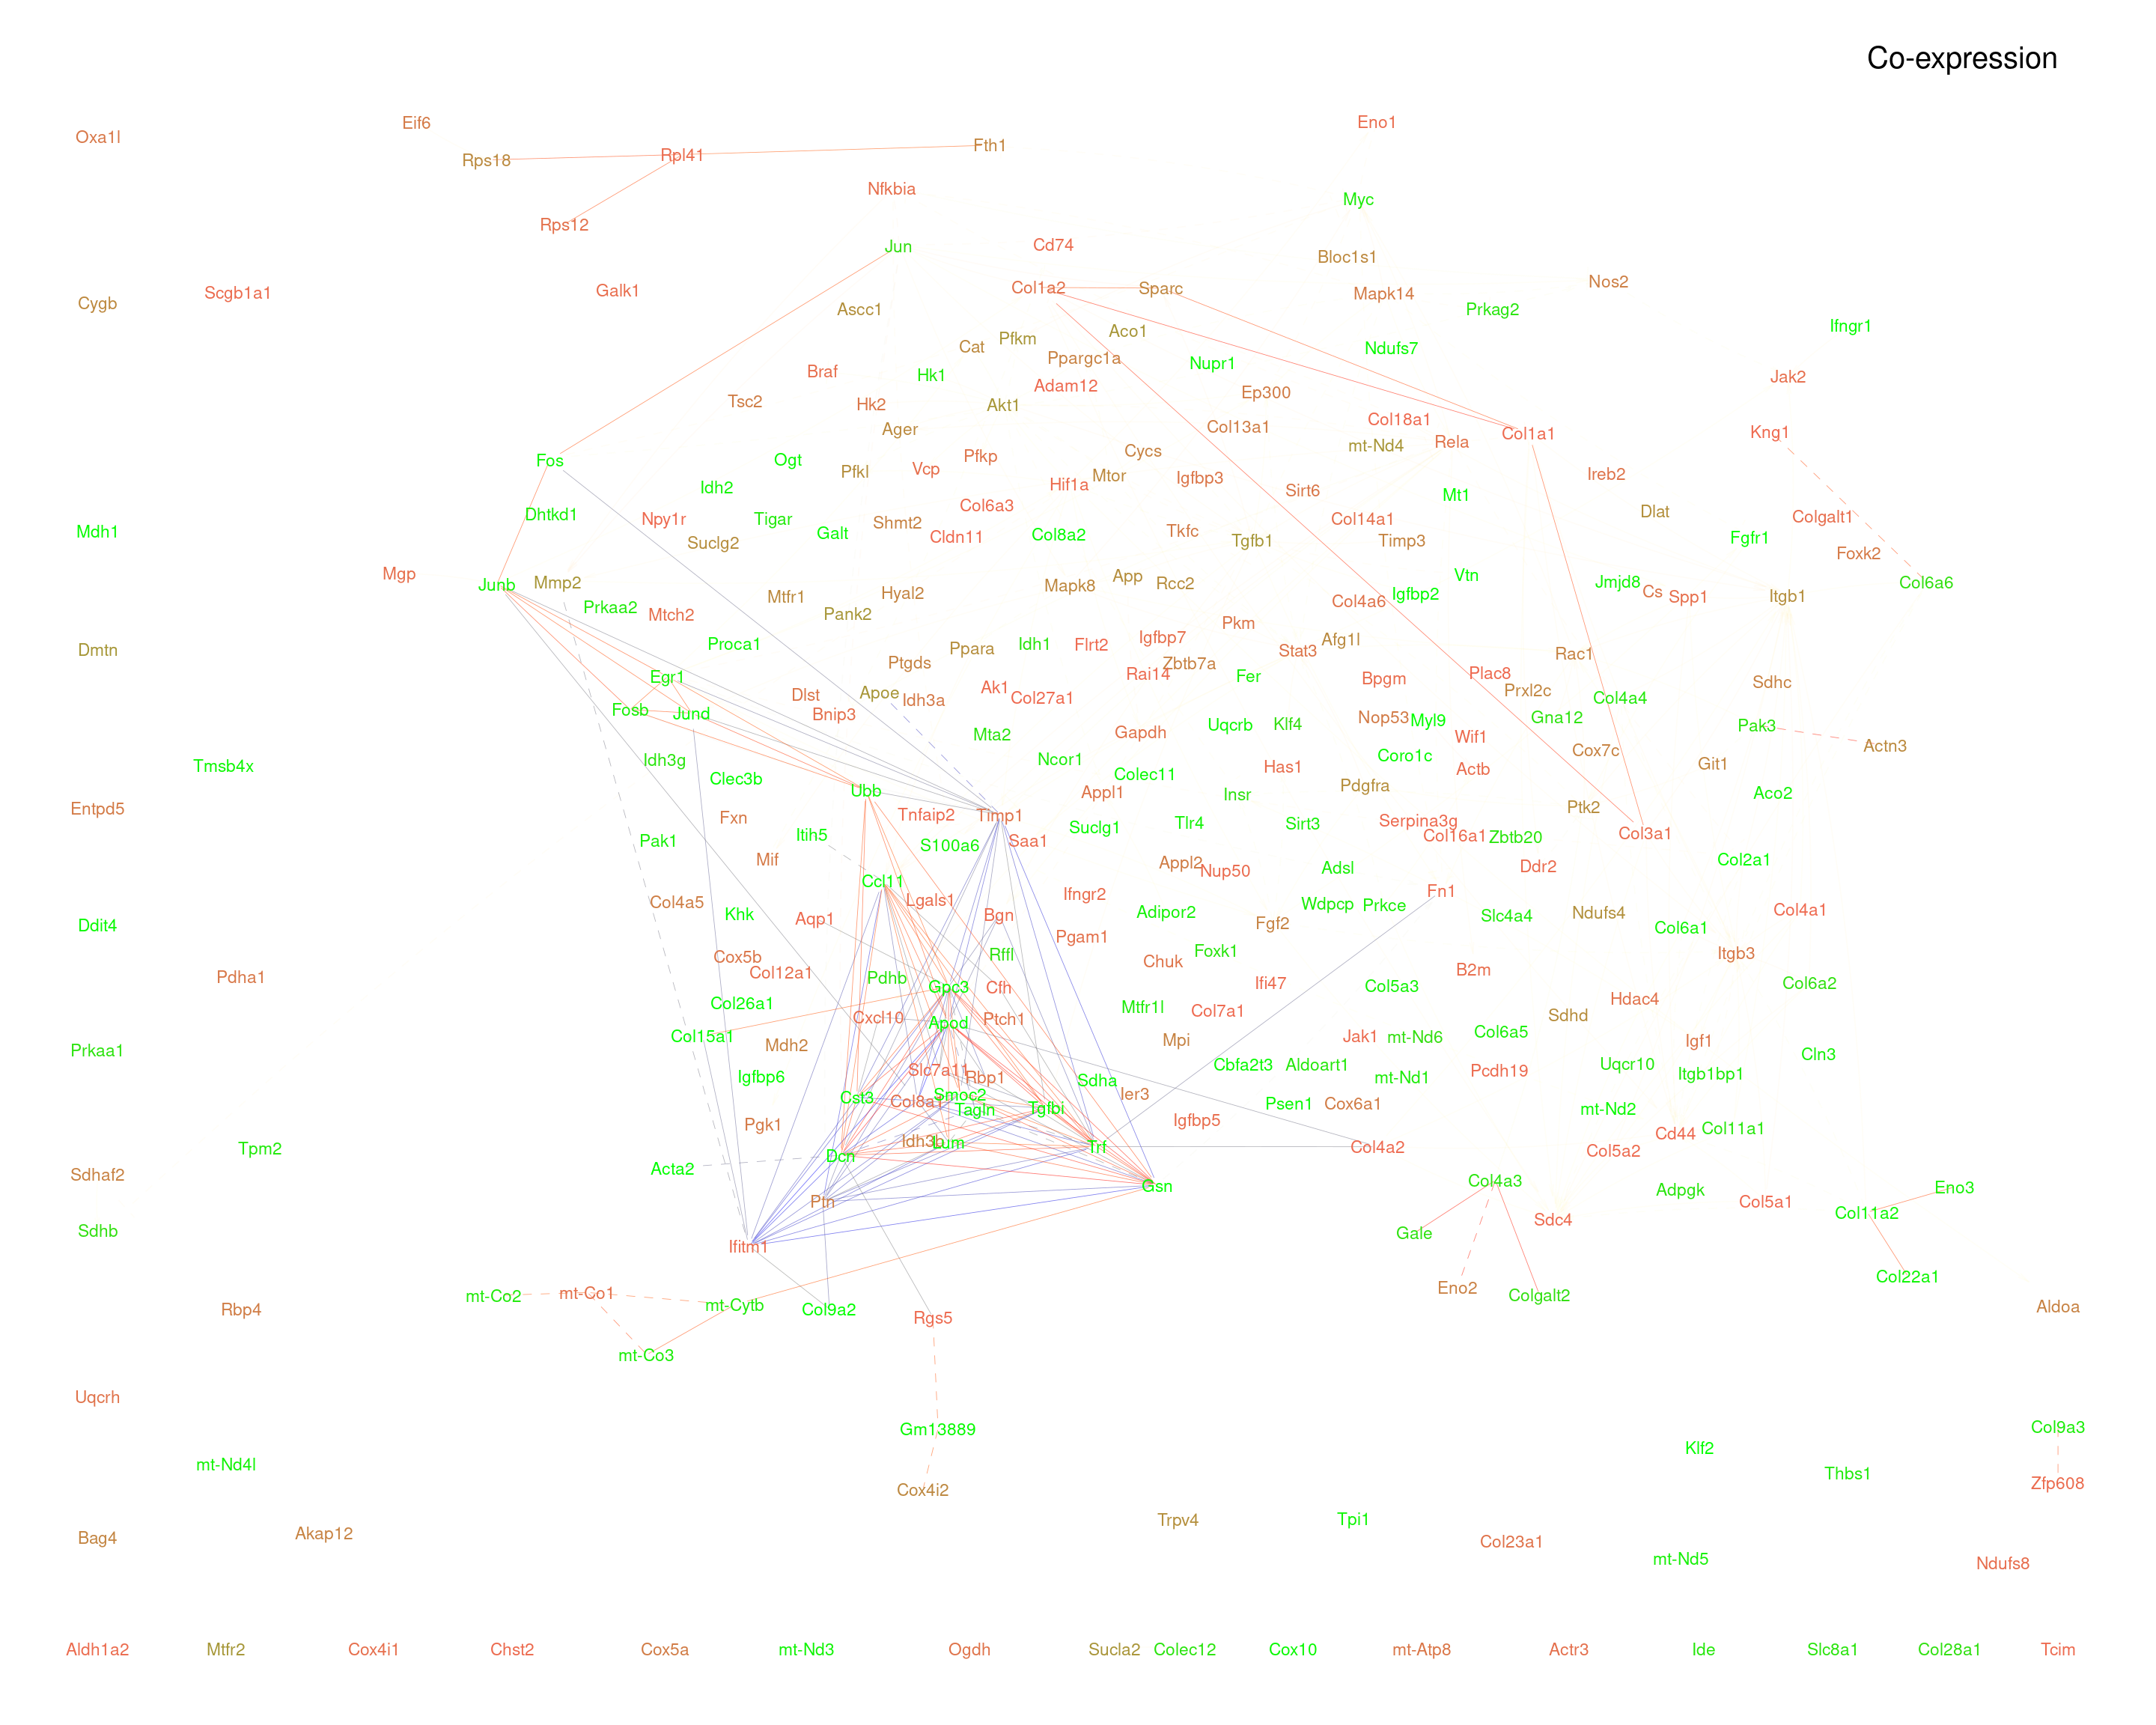 Co-expression
Eif6
Eno1
Oxa1l
Fth1
Rpl41
Rps18
Nfkbia
Myc
Rps12
Cd74
Jun
Bloc1s1
Nos2
Col1a2
Sparc
Galk1
Scgb1a1
Mapk14
Cygb
Ascc1
Prkag2
Ifngr1
Aco1
Pfkm
Cat
Ndufs7
Ppargc1a
Nupr1
Braf
Hk1
Jak2
Adam12
Ep300
Tsc2
Hk2
Akt1
Col18a1
Col13a1
Ager
Kng1
Col1a1
Rela
mt-Nd4
Cycs
Pfkp
Fos
Ogt
Vcp
Pfkl
Ireb2
Mtor
Igfbp3
Hif1a
Idh2
Sirt6
Mt1
Col6a3
Dlat
Dhtkd1
Npy1r
Tigar
Shmt2
Col14a1
Colgalt1
Mdh1
Galt
Col8a2
Tkfc
Cldn11
Fgfr1
Suclg2
Tgfb1
Timp3
Foxk2
Mgp
App
Vtn
Junb
Mmp2
Mapk8
Rcc2
Jmjd8
Col6a6
Hyal2
Igfbp2
Cs
Mtfr1
Spp1
Itgb1
Prkaa2
Col4a6
Mtch2
Pank2
Pkm
Igfbp7
Afg1l
Proca1
Idh1
Flrt2
Dmtn
Ppara
Stat3
Rac1
Ptgds
Zbtb7a
Egr1
Rai14
Fer
Bpgm
Plac8
Sdhc
Apoe
Ak1
Prxl2c
Dlst
Idh3a
Col27a1
Col4a4
Fosb
Jund
Bnip3
Nop53
Myl9
Gna12
Uqcrb
Klf4
Pak3
Mta2
Gapdh
Wif1
Actn3
Cox7c
Idh3g
Ncor1
Coro1c
Git1
Tmsb4x
Clec3b
Colec11
Has1
Actb
Ubb
Appl1
Insr
Pdgfra
Aco2
Entpd5
Fxn
Tnfaip2
Timp1
Ptk2
Suclg1
Tlr4
Sirt3
Serpina3g
Pak1
Itih5
S100a6
Saa1
Col16a1
Zbtb20
Col3a1
Mif
Appl2
Nup50
Adsl
Ddr2
Col2a1
Ccl11
Ifngr2
Fn1
Col4a5
Lgals1
Wdpcp
Prkce
Khk
Aqp1
Bgn
Adipor2
Slc4a4
Ndufs4
Col4a1
Ddit4
Fgf2
Col6a1
Pgam1
Rffl
Foxk1
Itgb3
Cox5b
Chuk
Pdha1
Col12a1
Pdhb
B2m
Gpc3
Cfh
Ifi47
Col5a3
Col6a2
Col26a1
Mtfr1l
Col7a1
Hdac4
Cxcl10
Apod
Ptch1
Sdhd
Col15a1
Mdh2
Mpi
Jak1
mt-Nd6
Col6a5
Igf1
Prkaa1
Cln3
Igfbp6
Slc7a11
Rbp1
Sdha
Cbfa2t3
Aldoart1
mt-Nd1
Pcdh19
Uqcr10
Itgb1bp1
Cst3
Col8a1
Smoc2
Tagln
Tgfbi
Ier3
Psen1
Cox6a1
mt-Nd2
Pgk1
Igfbp5
Col11a1
Cd44
Tpm2
Idh3b
Lum
Trf
Col4a2
Col5a2
Dcn
Acta2
Sdhaf2
Gsn
Col4a3
Adpgk
Eno3
Ptn
Col5a1
Col11a2
Sdhb
Sdc4
Gale
Ifitm1
Col22a1
Eno2
mt-Co2
mt-Co1
Colgalt2
mt-Cytb
Col9a2
Rbp4
Aldoa
Rgs5
mt-Co3
Uqcrh
Gm13889
Col9a3
Klf2
mt-Nd4l
Thbs1
Zfp608
Cox4i2
Trpv4
Tpi1
Akap12
Bag4
Col23a1
mt-Nd5
Ndufs8
Aldh1a2
Mtfr2
Cox4i1
Chst2
Cox5a
mt-Nd3
Ogdh
Sucla2
Colec12
Cox10
mt-Atp8
Actr3
Ide
Slc8a1
Col28a1
Tcim